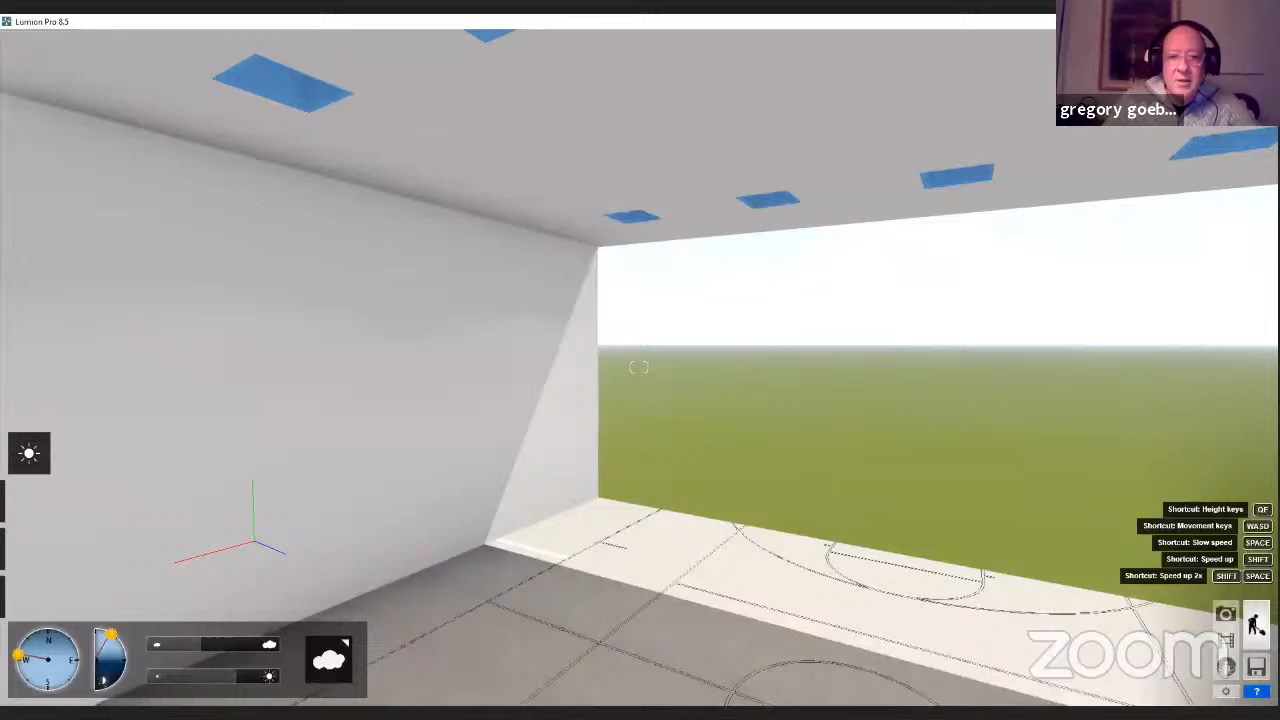 Lumion Pro 8.5
gregory goeb...
Shortcut: Height keys QE
Shortcut: Movement keys WASD
Shortcut: Slow speed SPACE
Shortcut: Speed up SHIFT
Shortcut: Speed up 2x SHIFT SPACE
N
W E
S
zoom
?